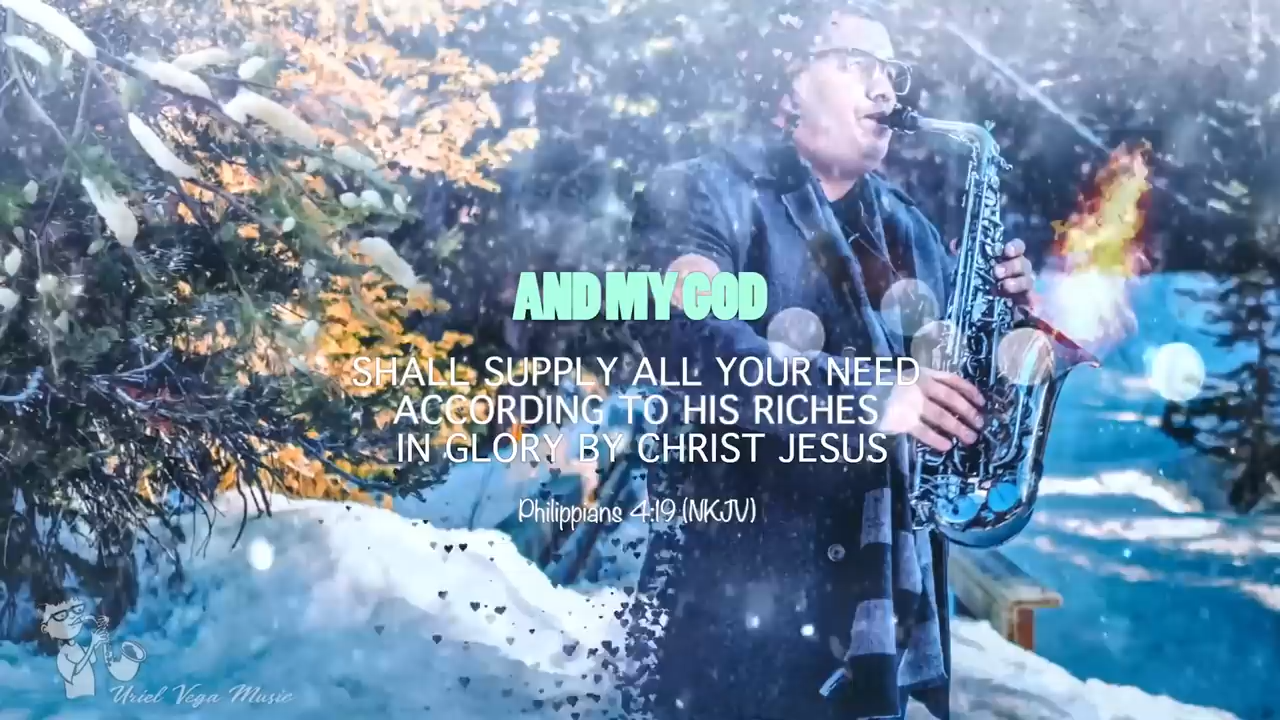 AND MY GOD
SHALL SUPPLY ALL YOUR NEED
ACCORDING TO HIS RICHES
IN GLORY BY CHRIST JESUS
Philippians 4:19 (NKJV)
Uriel Vega Music